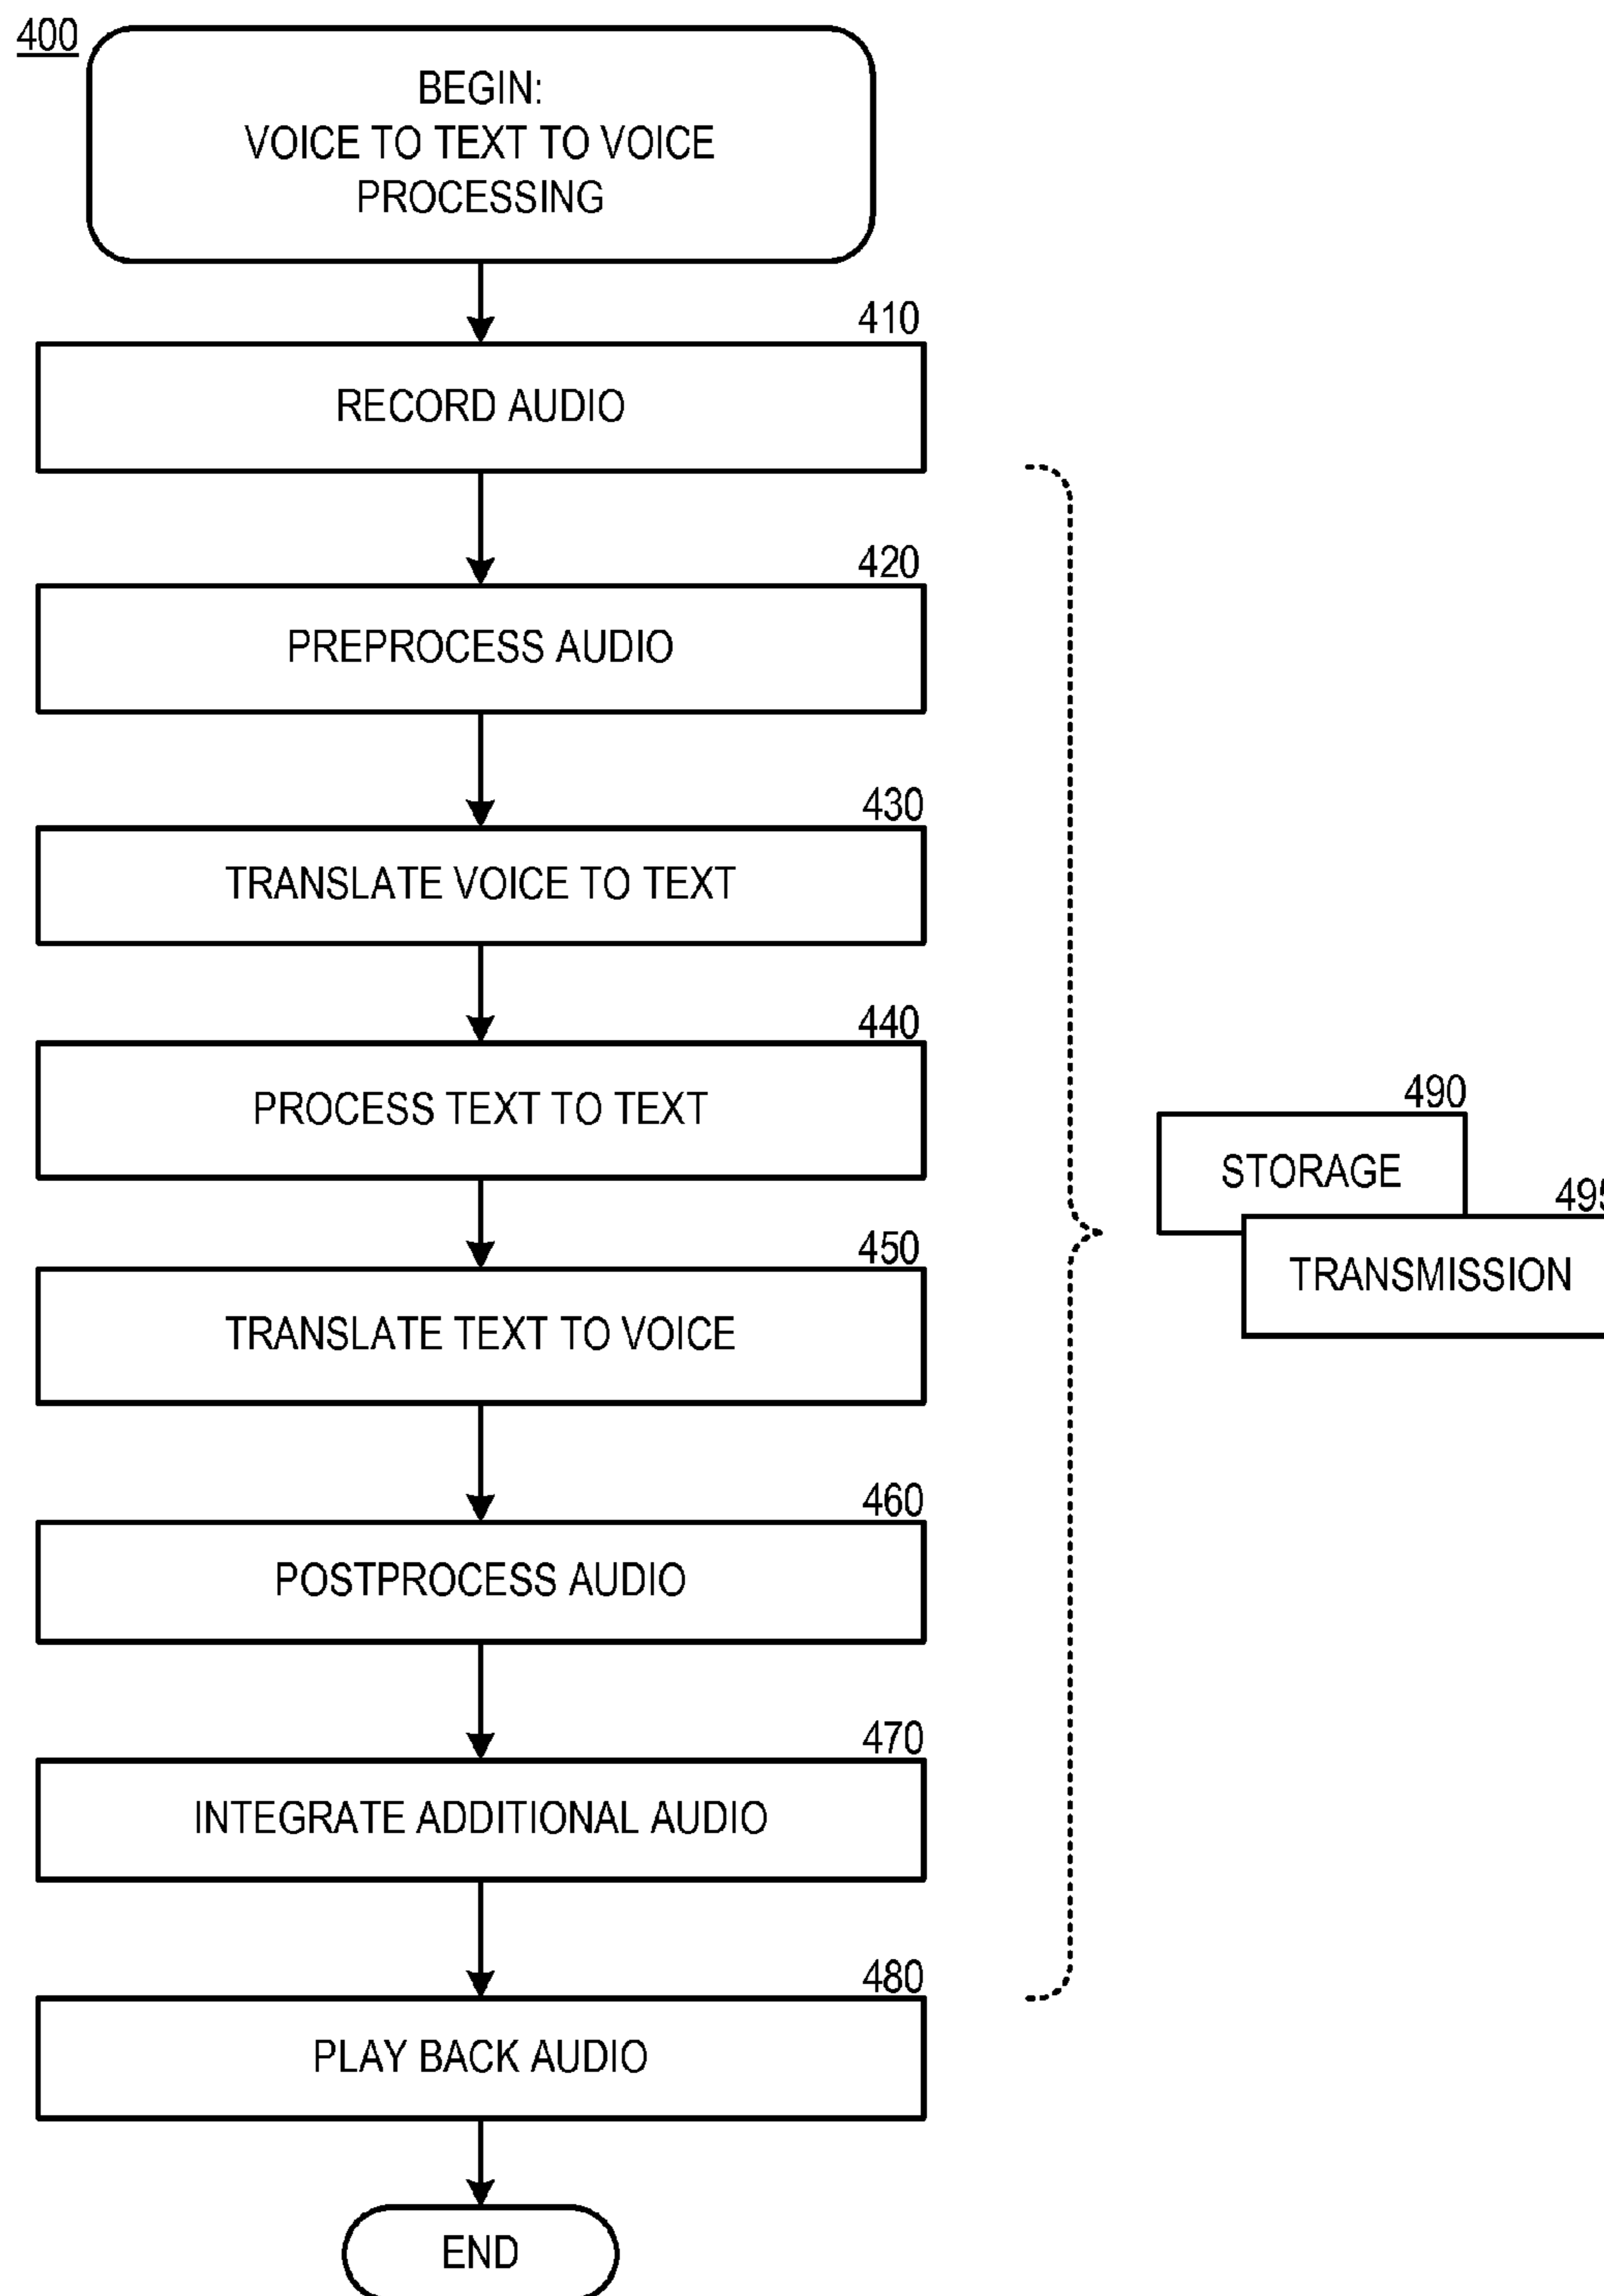 400
BEGIN:
VOICE TO TEXT TO VOICE
PROCESSING
410
RECORD AUDIO
420
PREPROCESS AUDIO
430
TRANSLATE VOICE TO TEXT
440
PROCESS TEXT TO TEXT
450
TRANSLATE TEXT TO VOICE
460
POSTPROCESS AUDIO
470
INTEGRATE ADDITIONAL AUDIO
480
PLAY BACK AUDIO
END
490
STORAGE
495
TRANSMISSION